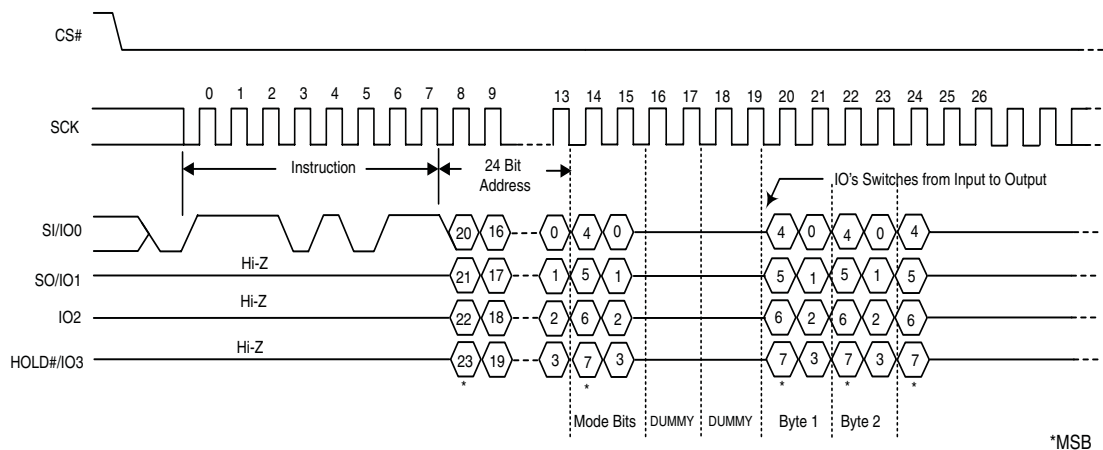 CS#
0 1 2 3 4 5 6 7 8 9 13 14 15 16 17 18 19 20 21 22 23 24 25 26
SCK
Instruction
24 Bit
Address
IO's Switches from Input to Output
SI/IO0 20 16 0 4 0 4 0 4 0 4
Hi-Z
SO/IO1 21 17 1 5 1 5 1 5 1 5
Hi-Z
IO2 22 18 2 6 2 6 2 6 2 6
Hi-Z
HOLD#/IO3 23 19 3 7 3 7 3 7 3 7
* * * * *
Mode Bits DUMMY DUMMY Byte 1 Byte 2
*MSB